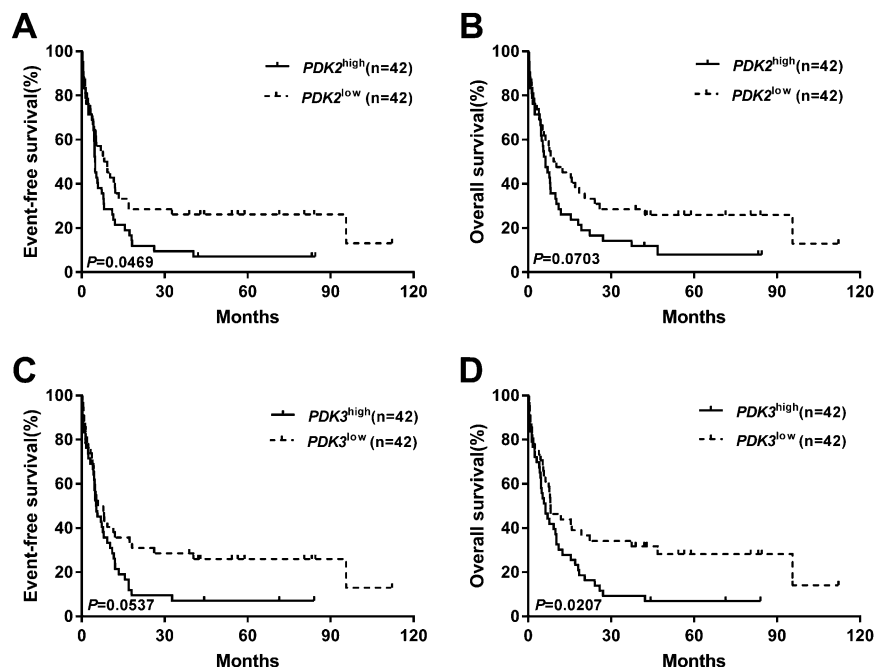 A
Event-free survival(%)
100
80
60
40
20
0
PDK2high(n=42)
PDK2low (n=42)
P=0.0469
0 30 60 90 120
Months
B
Overall survival(%)
100
80
60
40
20
0
PDK2high(n=42)
PDK2low (n=42)
P=0.0703
0 30 60 90 120
Months
C
Event-free survival(%)
100
80
60
40
20
0
PDK3high(n=42)
PDK3low (n=42)
P=0.0537
0 30 60 90 120
Months
D
Overall survival(%)
100
80
60
40
20
0
PDK3high(n=42)
PDK3low (n=42)
P=0.0207
0 30 60 90 120
Months